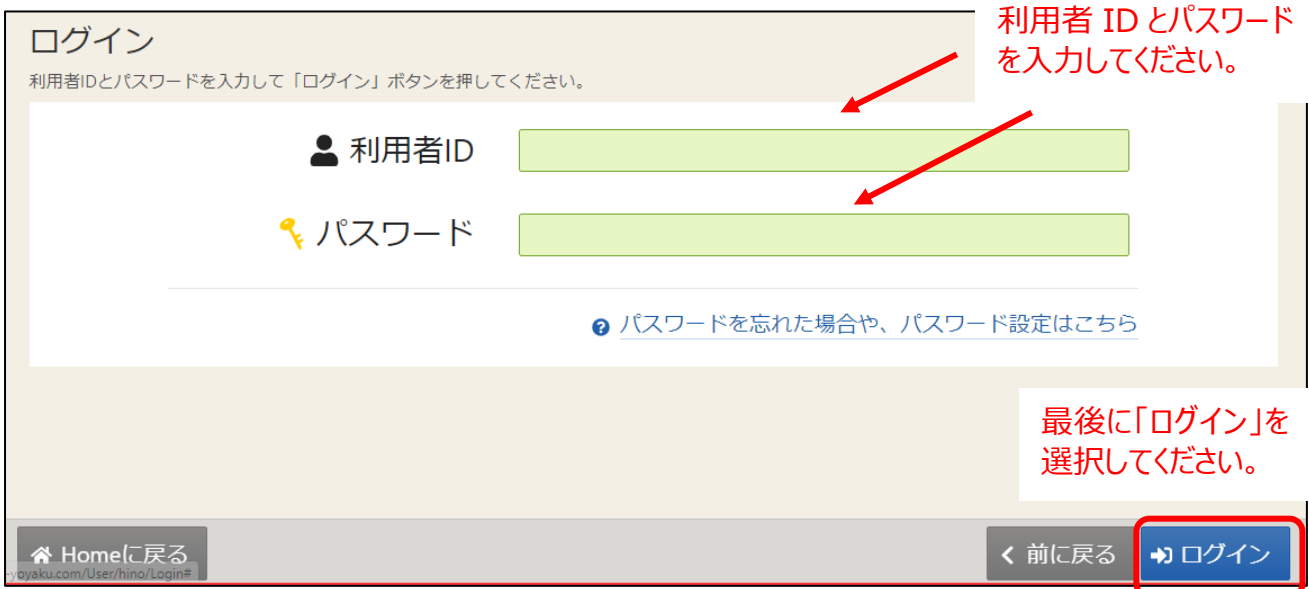 ログイン
利用者IDとパスワードを入力して「ログイン」ボタンを押してください。
利用者 ID とパスワード
を入力してください。
利用者ID
パスワード
パスワードを忘れた場合や、パスワード設定はこちら
最後に「ログイン」を
選択してください。
Homeに戻る
-yoyaku.com/User/hino/Login#
前に戻る
ログイン